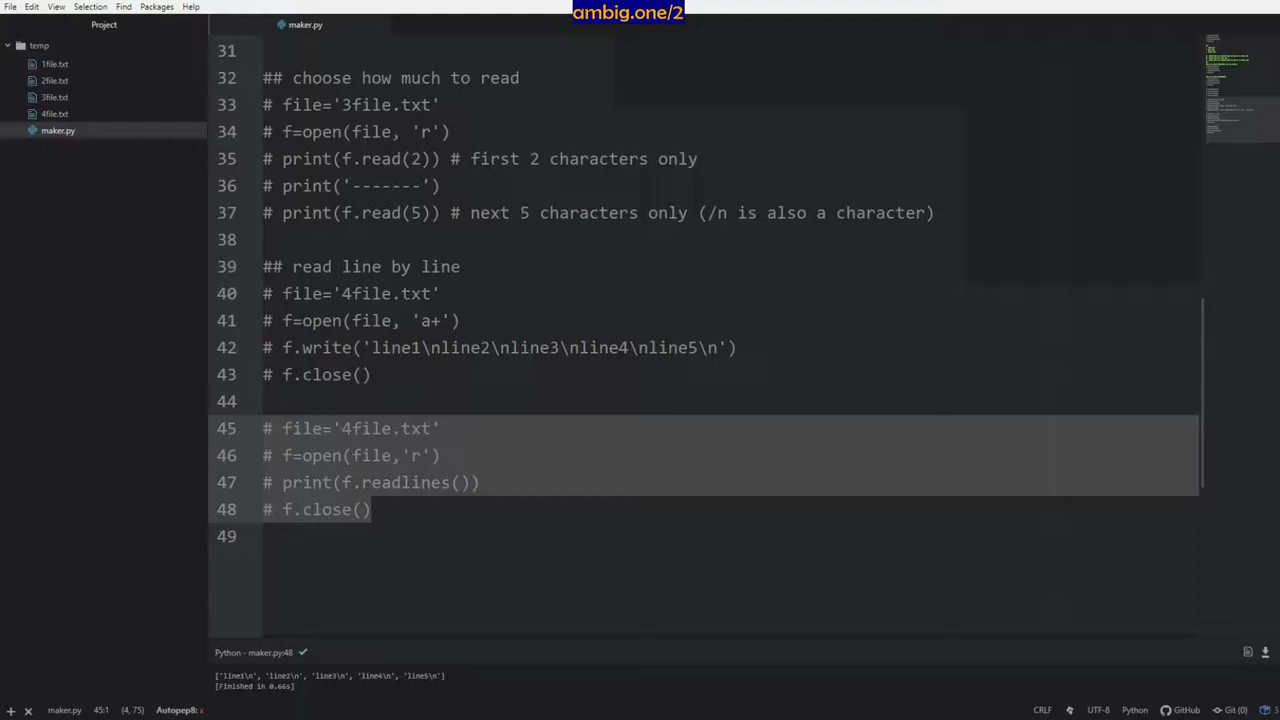 ambig.one/2
File Edit View Selection Find Packages Help
Project
maker.py
temp
1file.txt
2file.txt
3file.txt
4file.txt
maker.py
31
32 ## choose how much to read
33 # file='3file.txt'
34 # f=open(file, 'r')
35 # print(f.read(2)) # first 2 characters only
36 # print('-------')
37 # print(f.read(5)) # next 5 characters only (/n is also a character)
38
39 ## read line by line
40 # file='4file.txt'
41 # f=open(file, 'a+')
42 # f.write('line1\nline2\nline3\nline4\nline5\n')
43 # f.close()
44
45 # file='4file.txt'
46 # f=open(file,'r')
47 # print(f.readlines())
48 # f.close()
49
Python - maker.py:48
['line1\n', 'line2\n', 'line3\n', 'line4\n', 'line5\n']
[Finished in 0.66s]
maker.py 45:1 (4, 75) Autopep8: x CRLF UTF-8 Python GitHub Git (0) 3